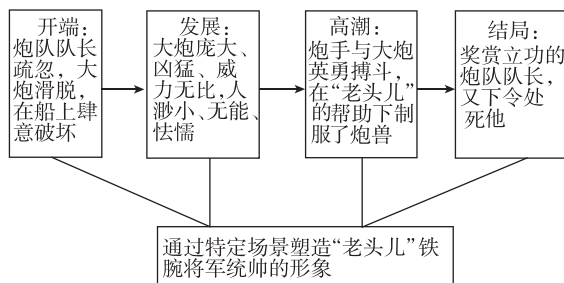 开端：
炮队队长
疏忽，大
炮滑脱，
在船上肆
意破坏
发展：
大炮庞大、
凶猛、威
力无比，人
渺小、无能、
怯懦
高潮：
炮手与大炮
英勇搏斗，
在“老头儿”
的帮助下制
服了炮兽
结局：
奖赏立功的
炮队队长，
又下令处
死他
通过特定场景塑造“老头儿”铁
腕将军统帅的形象